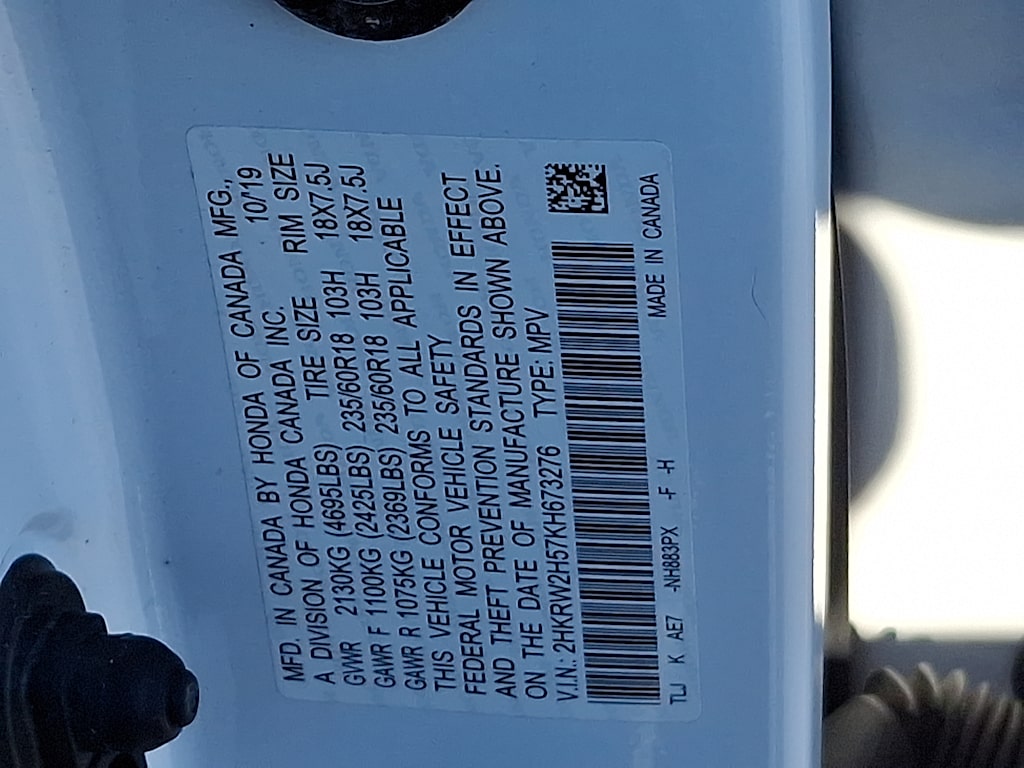 MFD. IN CANADA BY HONDA OF CANADA MFG.,
A DIVISION OF HONDA CANADA INC. 10/'19
GVWR 2130KG (4695LBS) TIRE SIZE RIM SIZE
GAWR F 1100KG (2425LBS) 235/60R18 103H 18X7.5J
GAWR R 1075KG (2369LBS) 235/60R18 103H 18X7.5J
THIS VEHICLE CONFORMS TO ALL APPLICABLE
FEDERAL MOTOR VEHICLE SAFETY
AND THEFT PREVENTION STANDARDS IN EFFECT
ON THE DATE OF MANUFACTURE SHOWN ABOVE.
V.I.N.: 2HKRW2H57KH673276 TYPE: MPV
TLJ K AE7 -NH883PX -F -H MADE IN CANADA